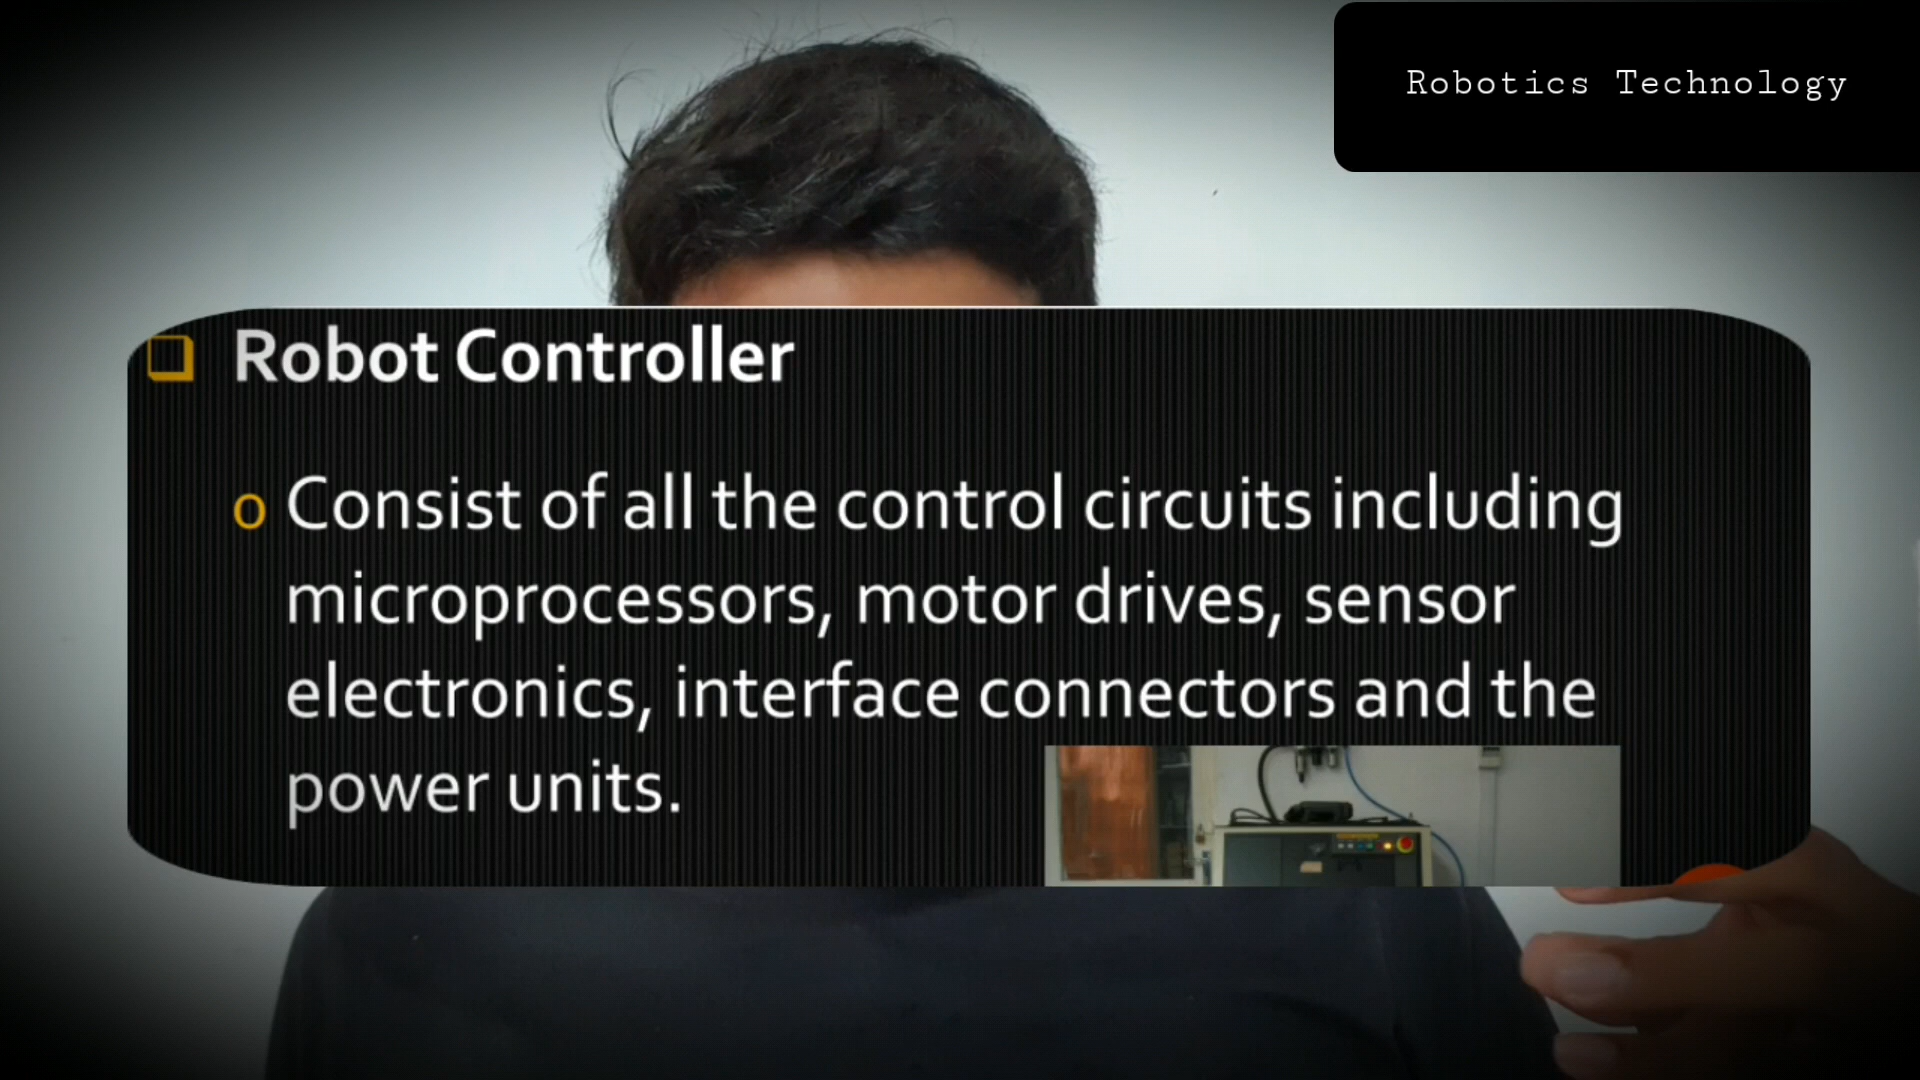 Robotics Technology
Robot Controller
o Consist of all the control circuits including
microprocessors, motor drives, sensor
electronics, interface connectors and the
power units.